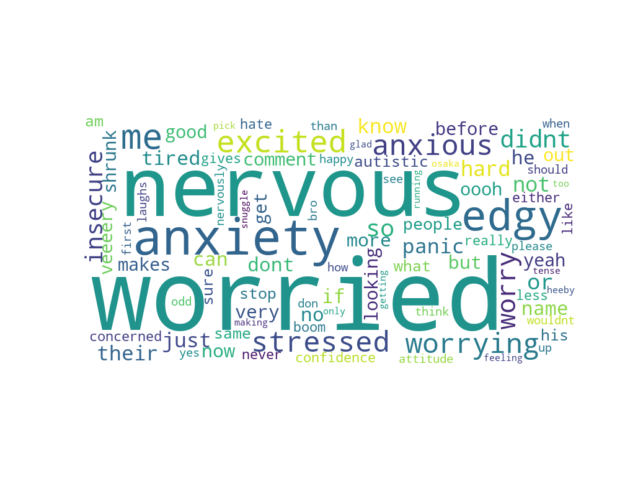 am
pick
hate
than
know
before
when
me
good
excited
glad
anxious
didnt
insecure
shrunk
tired
gives
comment
happy
autistic
osaka
hard
he
out
should
too
veeeery
laughs
nervous
nervously
snuggle
see
running
oooh
not
either
like
edgy
first
anxiety
get
bro
so
people
more
panic
really
please
makes
sure
can
dont
how
looking
what
but
worry
yeah
tense
heeby
worried
odd
stop
if
don
getting
or
less
name
wouldnt
very
no
only
think
concerned
just
same
making
boom
stressed
worrying
his
up
their
yes
now
never
confidence
attitude
feeling